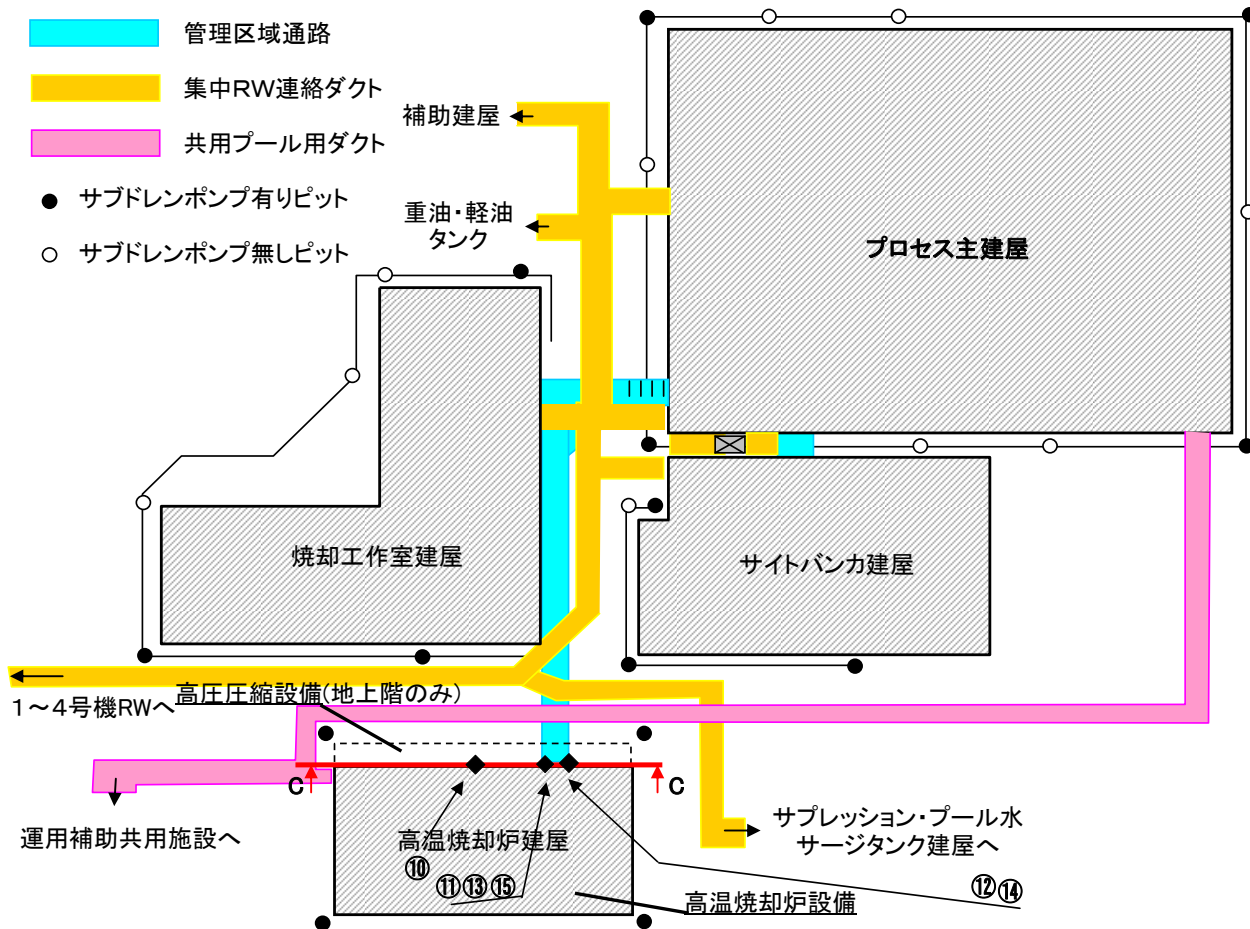 管理区域通路
集中RW連絡ダクト
共用プール用ダクト
サブドレンポンプ有りピット
サブドレンポンプ無しピット
補助建屋
重油・軽油
タンク
プロセス主建屋
焼却工作室建屋
サイトバンカ建屋
1～4号機RWへ
高圧圧縮設備(地上階のみ)
C
C
運用補助共用施設へ
高温焼却炉建屋
サプレッション・プール水
サージタンク建屋へ
⑩
⑪⑬⑮
⑫⑭
高温焼却炉設備